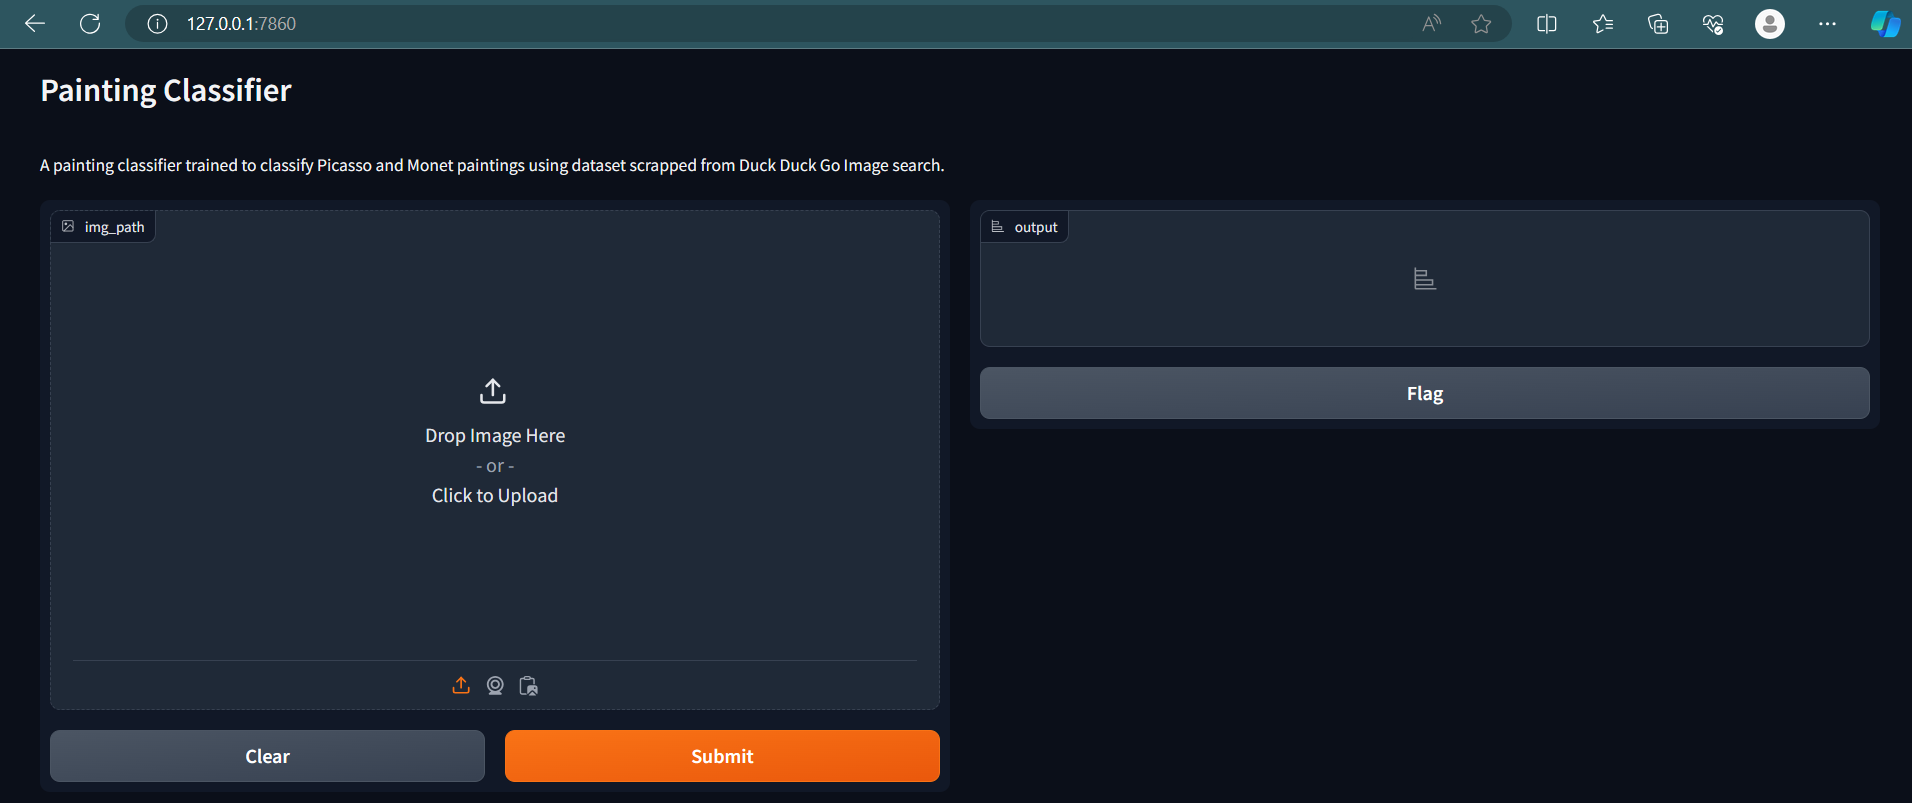 127.0.0.1:7860
Painting Classifier
A painting classifier trained to classify Picasso and Monet paintings using dataset scrapped from Duck Duck Go Image search.
img_path
Drop Image Here
- or -
Click to Upload
Clear
Submit
output
Flag